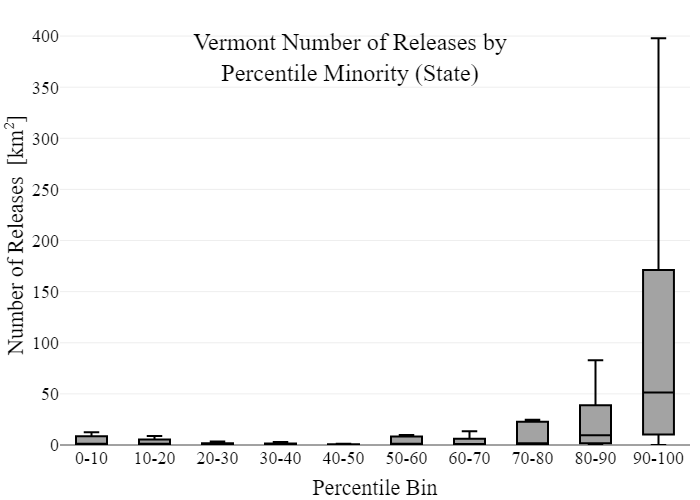 Vermont Number of Releases by
Percentile Minority (State)
Number of Releases [km²]
400
350
300
250
200
150
100
50
0
0-10 10-20 20-30 30-40 40-50 50-60 60-70 70-80 80-90 90-100
Percentile Bin